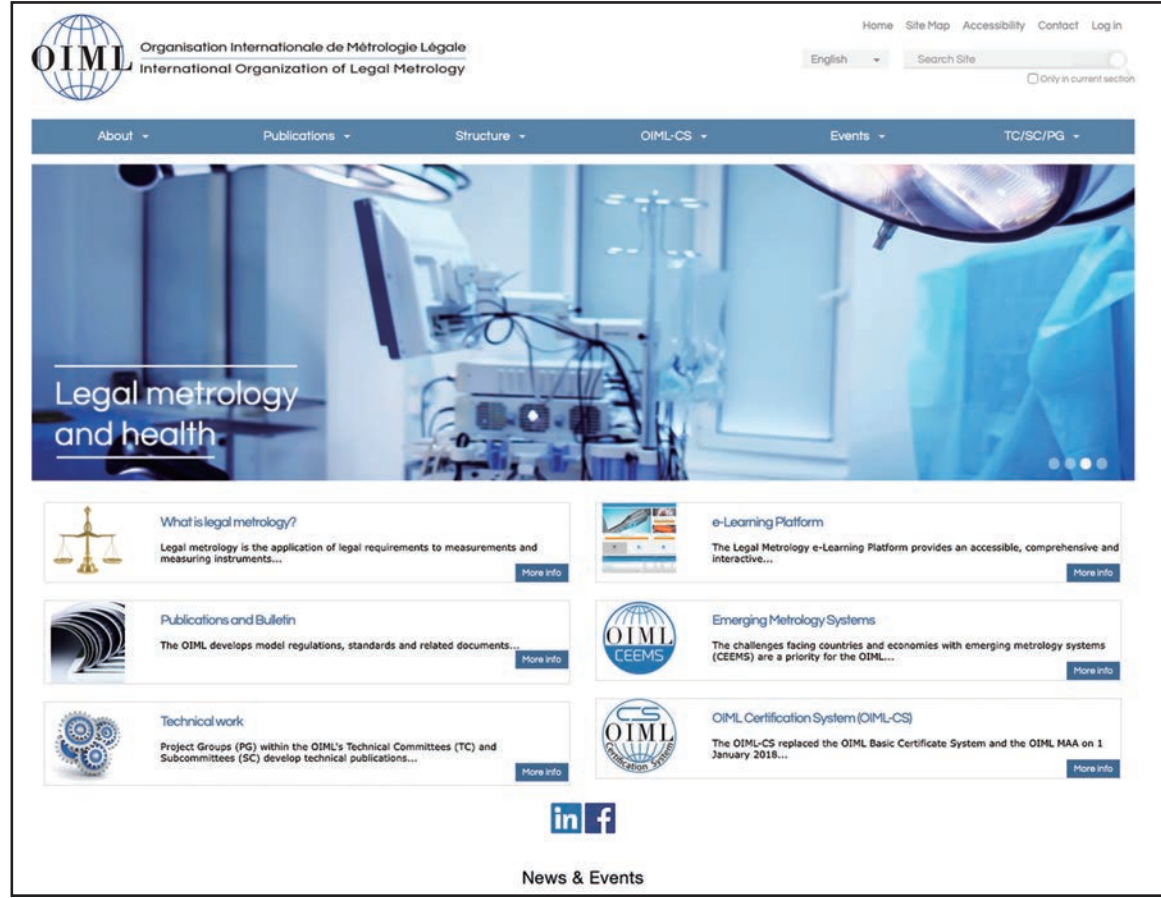 Home Site Map Accessibility Contact Log in
OIML
Organisation Internationale de Métrologie Légale
International Organization of Legal Metrology
English
Search Site
Only in current section
About
Publications
Structure
OIML-CS
Events
TC/SC/PG
Legal metrology
and health
What is legal metrology?
Legal metrology is the application of legal requirements to measurements and
measuring instruments...
More info
e-Learning Platform
The Legal Metrology e-Learning Platform provides an accessible, comprehensive and
interactive...
More info
Publications and Bulletin
The OIML develops model regulations, standards and related documents...
More info
OIML
CEEMS
Emerging Metrology Systems
The challenges facing countries and economies with emerging metrology systems
(CEEMS) are a priority for the OIML...
More info
Technical work
Project Groups (PG) within the OIML's Technical Committees (TC) and
Subcommittees (SC) develop technical publications...
More info
CS
OIML
Certification System
OIML Certification System (OIML-CS)
The OIML-CS replaced the OIML Basic Certificate System and the OIML MAA on 1
January 2018...
More info
in f
News & Events